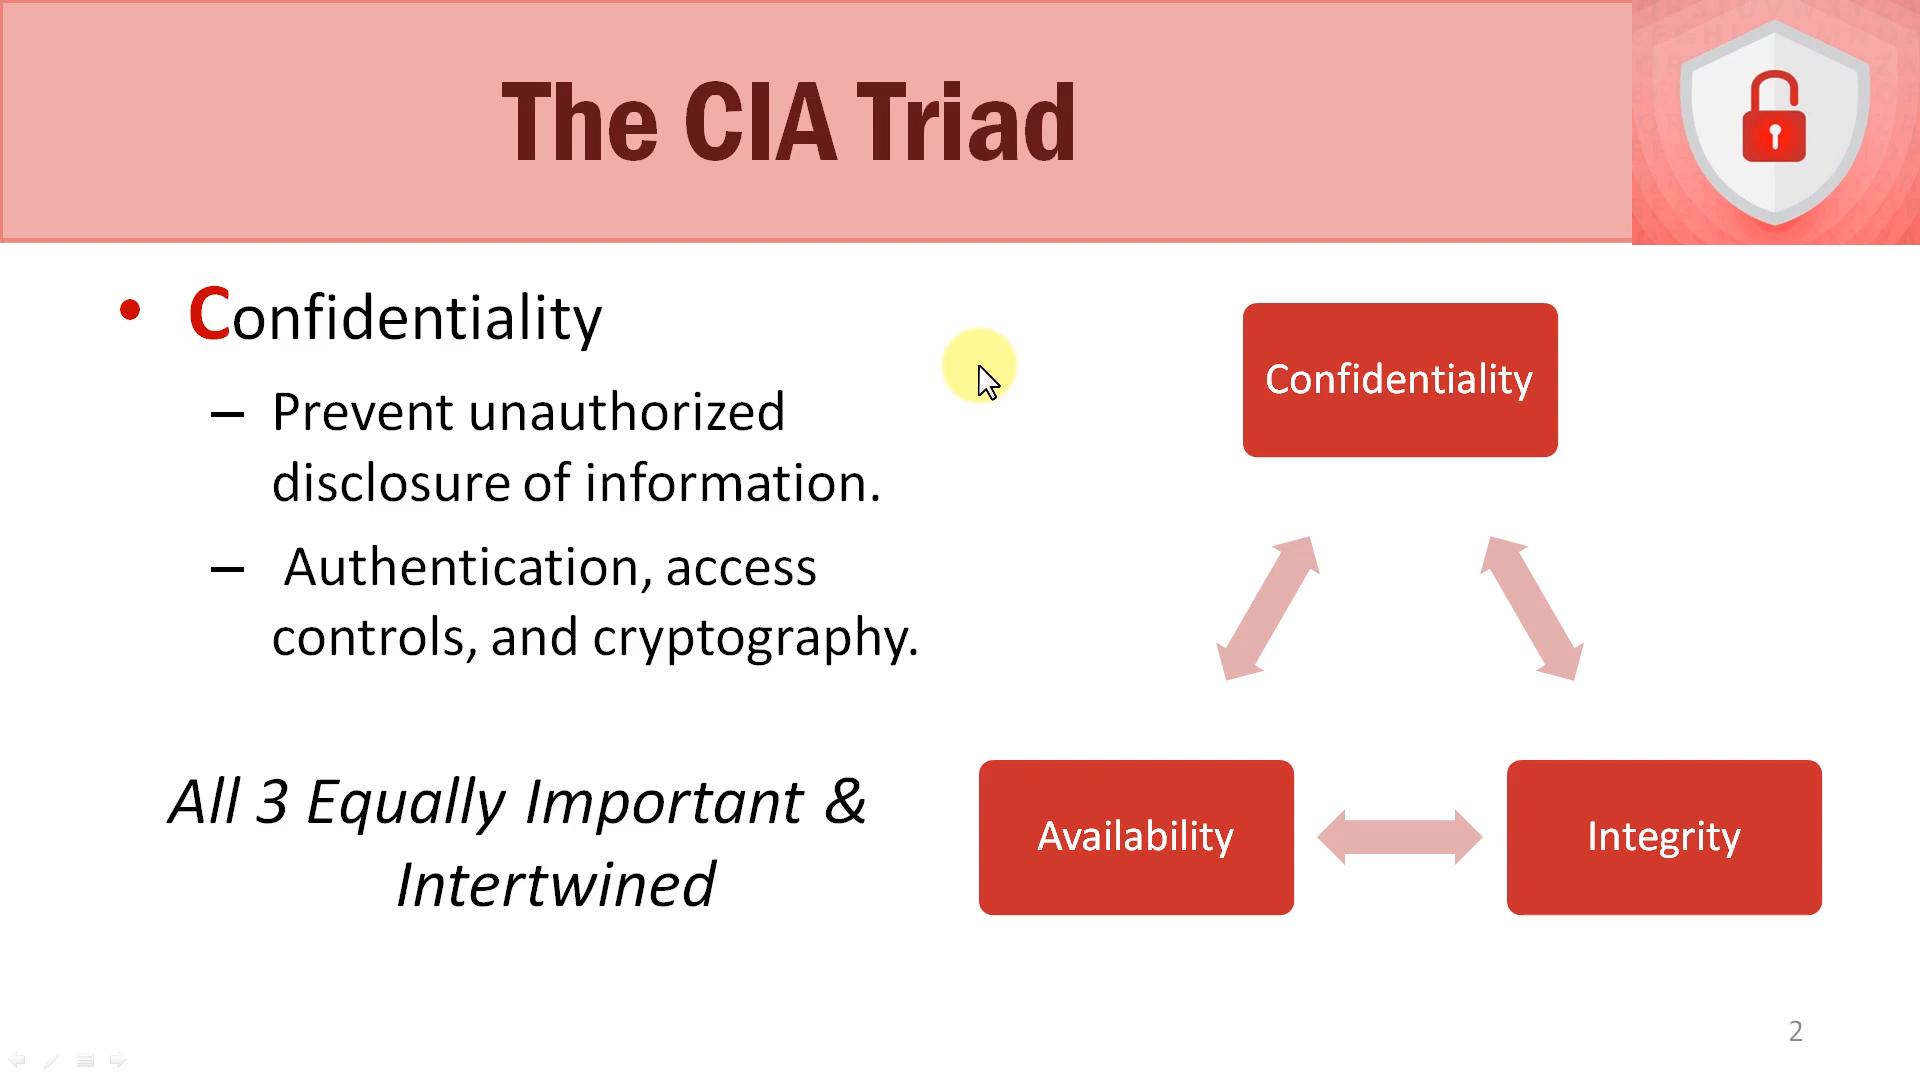 The CIA Triad
• Confidentiality
– Prevent unauthorized
disclosure of information.
– Authentication, access
controls, and cryptography.
All 3 Equally Important &
Intertwined
Confidentiality
Availability
Integrity
2